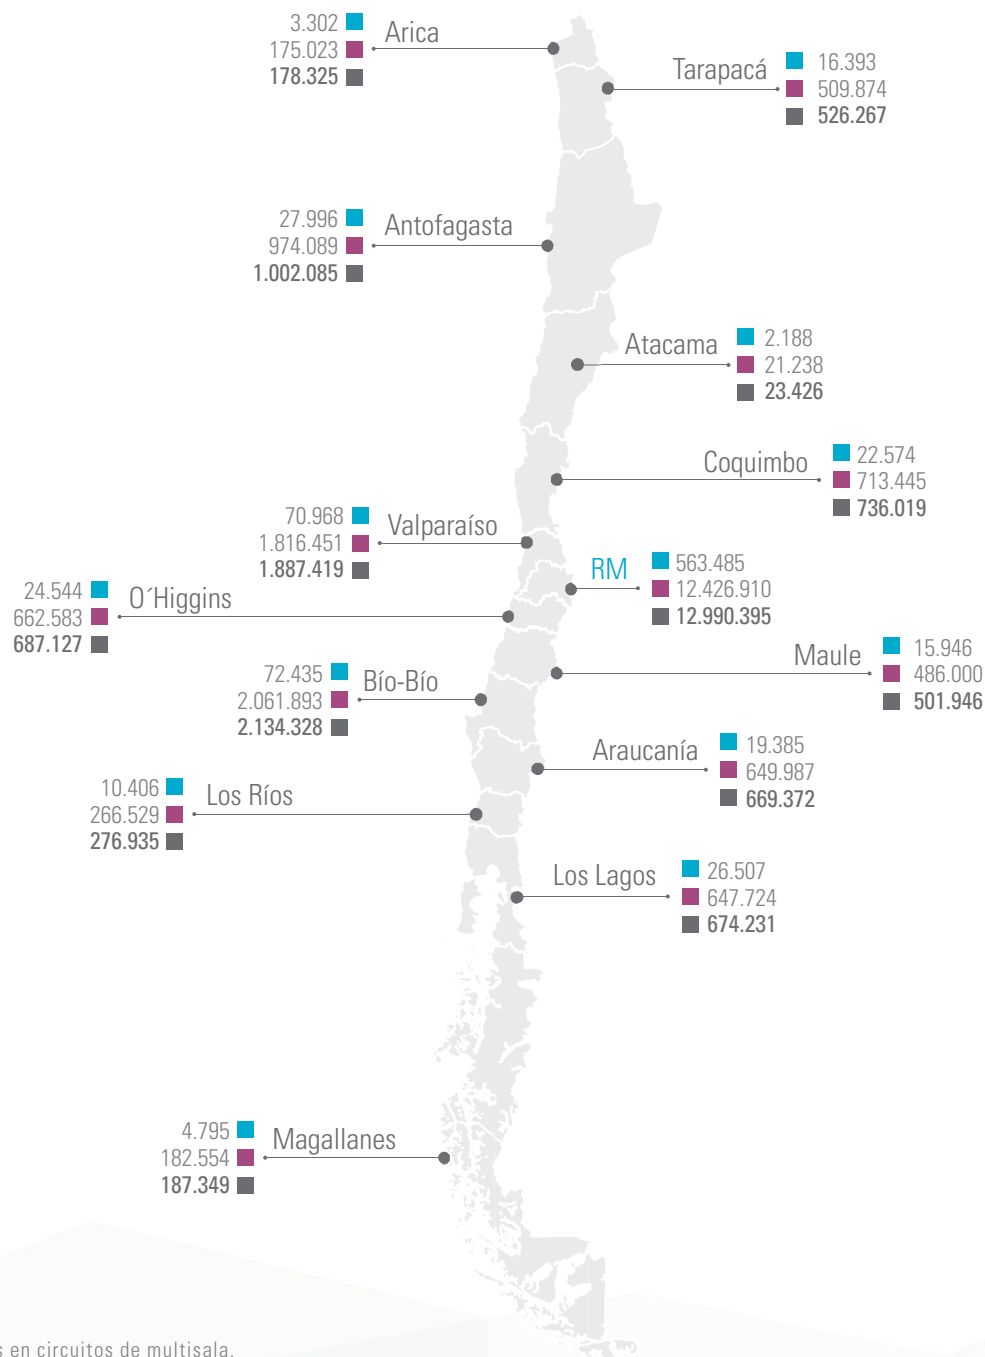 3.302
175.023
178.325
Arica
Tarapacá
16.393
509.874
526.267
27.996
974.089
1.002.085
Antofagasta
Atacama
2.188
21.238
23.426
Coquimbo
22.574
713.445
736.019
70.968
1.816.451
1.887.419
Valparaíso
RM
563.485
12.426.910
12.990.395
24.544
662.583
687.127
O´Higgins
Maule
15.946
486.000
501.946
72.435
2.061.893
2.134.328
Bío-Bío
Araucanía
19.385
649.987
669.372
10.406
266.529
276.935
Los Ríos
Los Lagos
26.507
647.724
674.231
4.795
182.554
187.349
Magallanes
en circuitos de multisala.